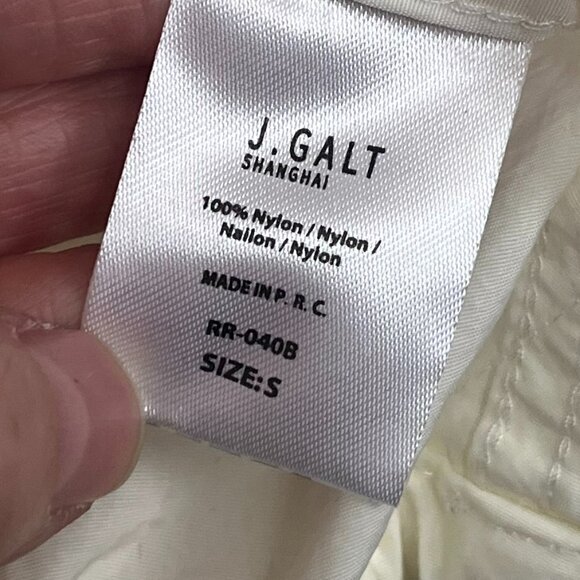 J.GALT
SHANGHAI
100% Nylon / Nylon /
Nailon / Nylon
MADE IN P. R. C.
RR-040B
SIZE: S